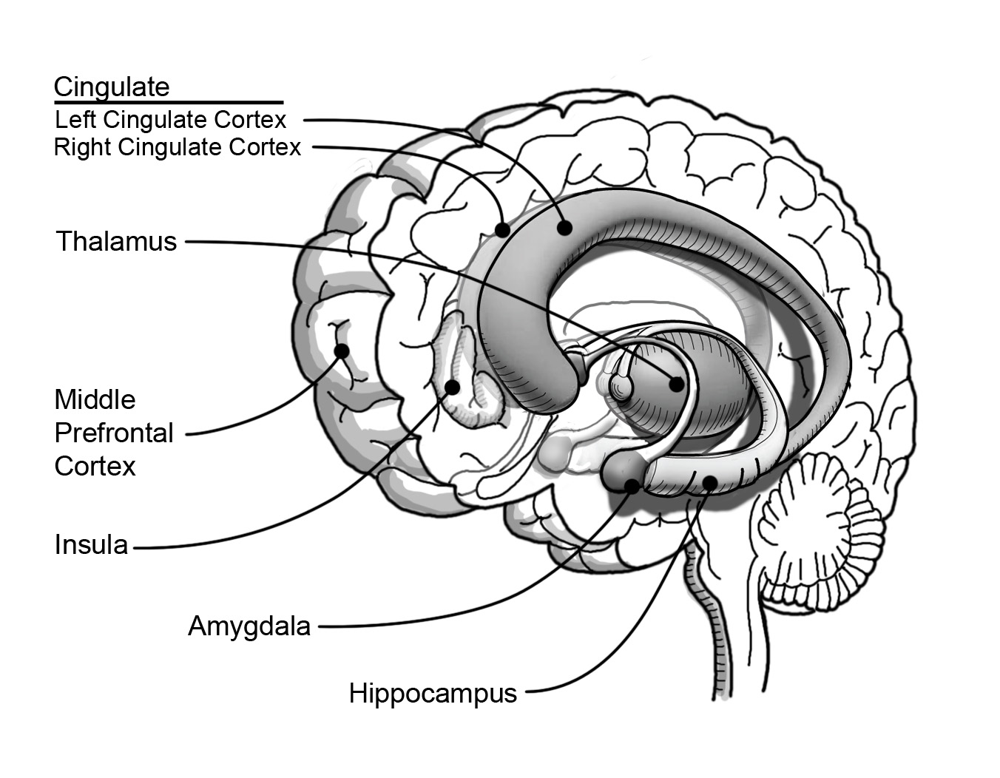 Cingulate
Left Cingulate Cortex
Right Cingulate Cortex
Thalamus
Middle
Prefrontal
Cortex
Insula
Amygdala
Hippocampus